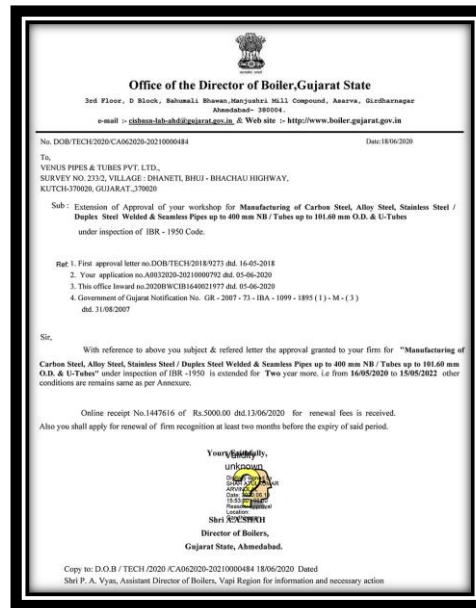 Office of the Director of Boiler,Gujarat State
3rd Floor, D Block, Bahumali Bhawan,Manjushri Mill Compound, Asarva, Girdharnagar
Ahmedabad- 380004.
e-mail :- cisbosn-lab-ahd@gujarat.gov.in & Web site :- http://www.boiler.gujarat.gov.in
No. DOB/TECH/2020/CA062020-20210000484 Date:18/06/2020
To,
VENUS PIPES & TUBES PVT. LTD.,
SURVEY NO. 233/2, VILLAGE : DHANETI, BHUJ - BHACHAU HIGHWAY,
KUTCH-370020, GUJARAT.,370020
Sub : Extension of Approval of your workshop for Manufacturing of Carbon Steel, Alloy Steel, Stainless Steel /
Duplex Steel Welded & Seamless Pipes up to 400 mm NB / Tubes up to 101.60 mm O.D. & U-Tubes
under inspection of IBR - 1950 Code.
Ref: 1. First approval letter no.DOB/TECH/2018/9273 dtd. 16-05-2018
2. Your application no.A0032020-20210000792 dtd. 05-06-2020
3. This office Inward no.2020BWCIB1640021977 dtd. 05-06-2020
4. Government of Gujarat Notification No. GR - 2007 - 73 - IBA - 1099 - 1895 ( 1 ) - M - ( 3 )
dtd. 31/08/2007
Sir,
With reference to above you subject & refered letter the approval granted to your firm for "Manufacturing of
Carbon Steel, Alloy Steel, Stainless Steel / Duplex Steel Welded & Seamless Pipes up to 400 mm NB / Tubes up to 101.60 mm
O.D. & U-Tubes" under inspection of IBR -1950 is extended for Two year more. i.e from 16/05/2020 to 15/05/2022 other
conditions are remains same as per Annexure.
Online receipt No.1447616 of Rs.5000.00 dtd.13/06/2020 for renewal fees is received.
Also you shall apply for renewal of firm recognition at least two months before the expiry of said period.
Yours faithfully,
Validity
unknown
Shri A.A.SHAH
Director of Boilers,
Gujarat State, Ahmedabad.
Copy to: D.O.B / TECH /2020 /CA062020-20210000484 18/06/2020 Dated
Shri P. A. Vyas, Assistant Director of Boilers, Vapi Region for information and necessary action